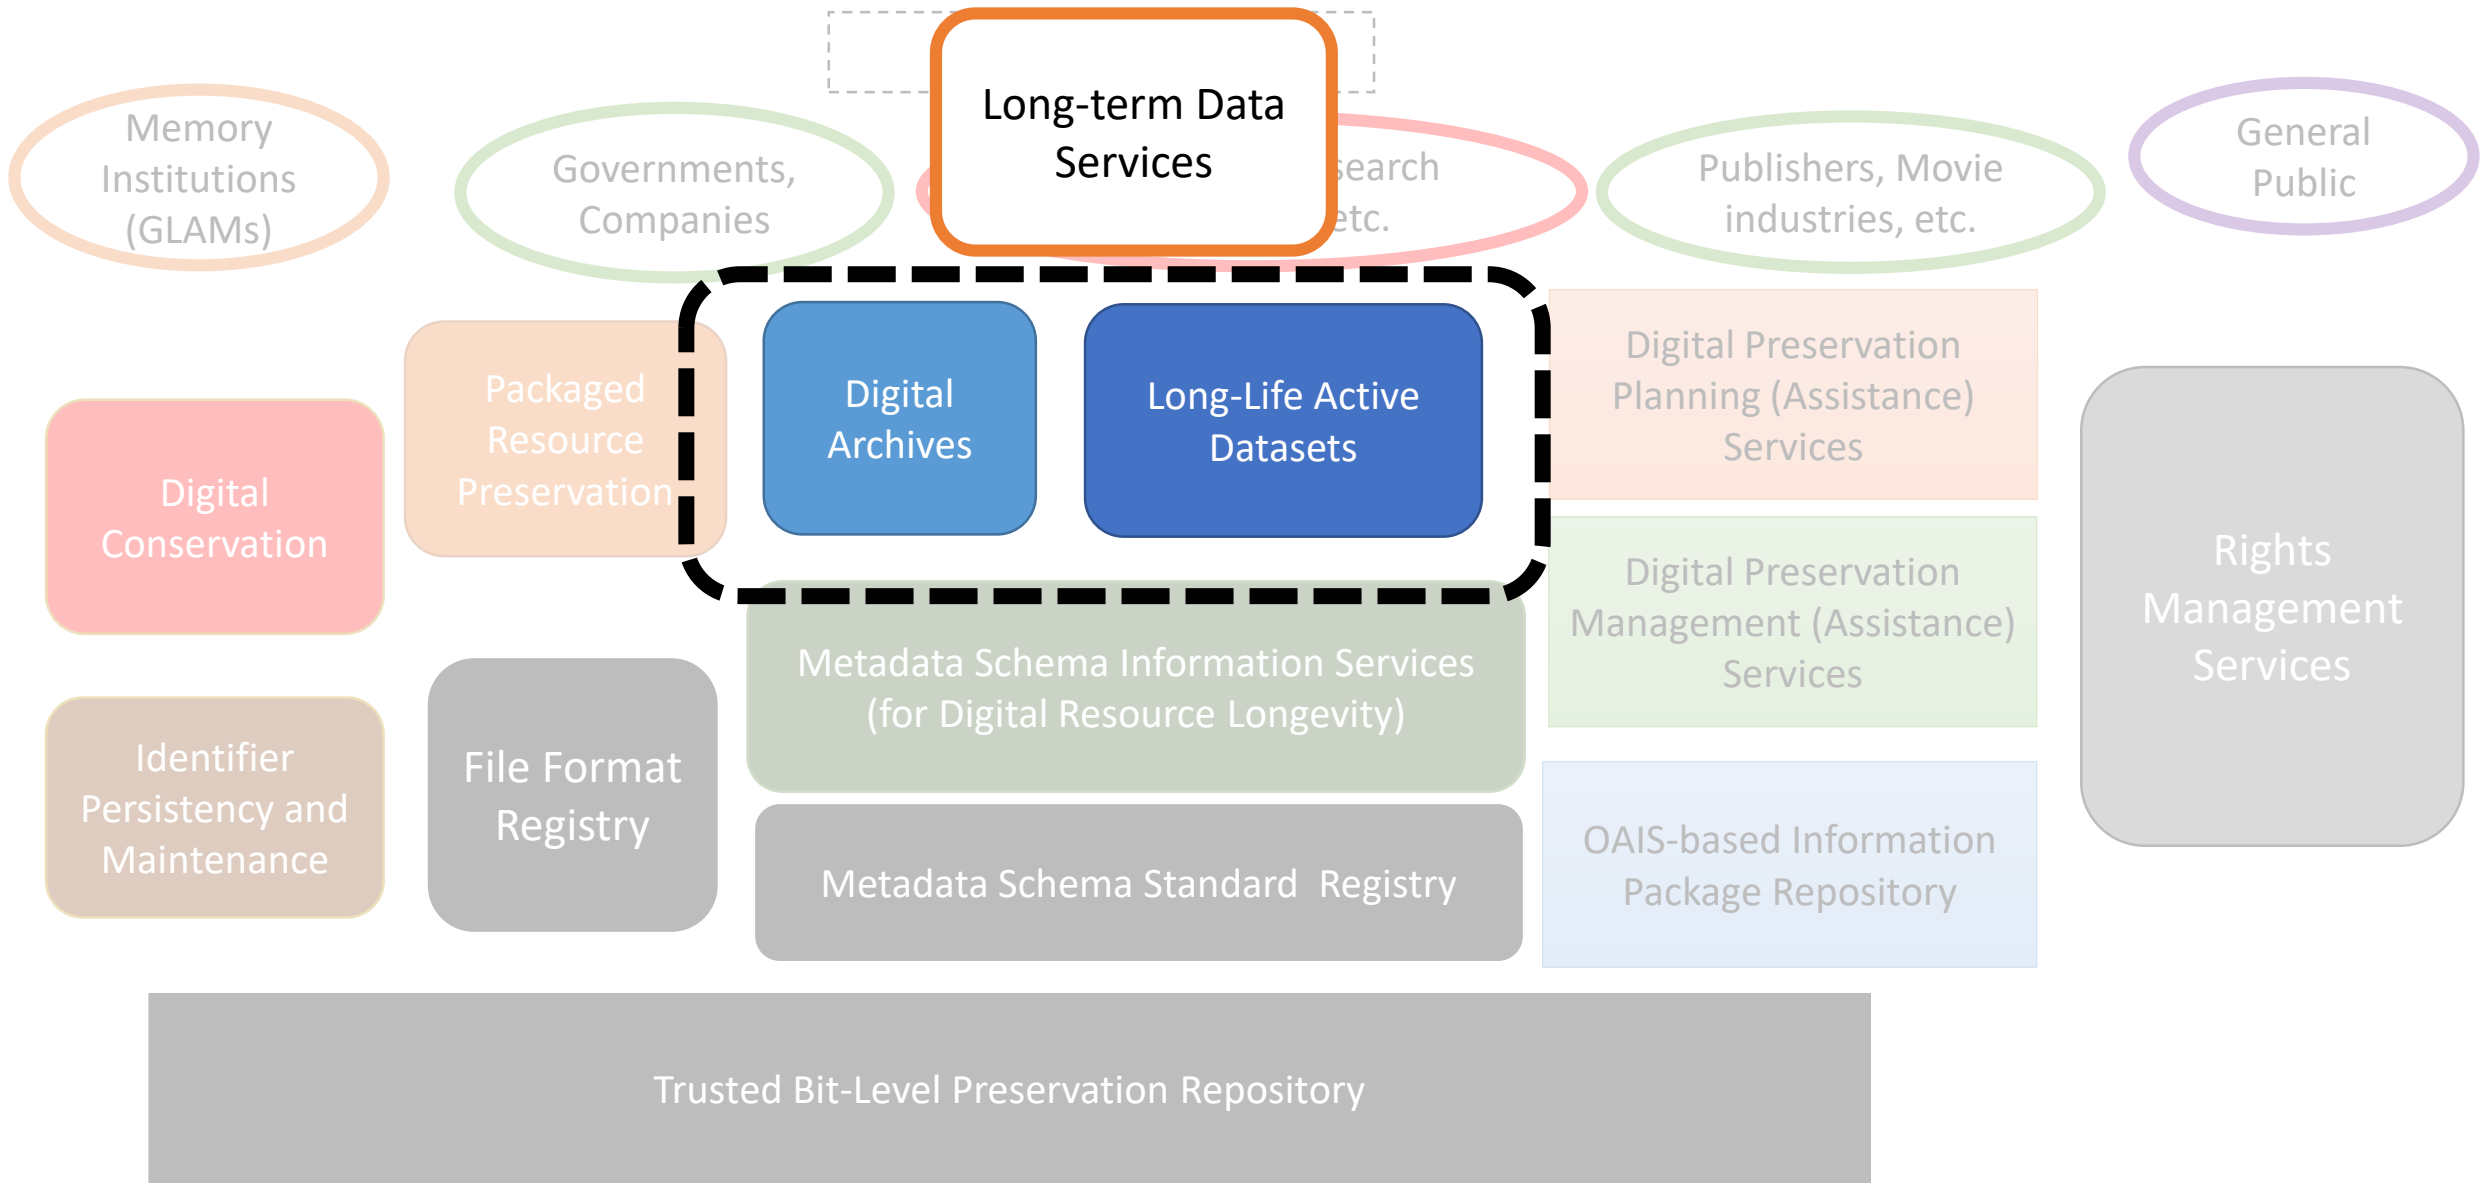 Long-term Data
Services
Memory
Institutions
(GLAMs)
Governments,
Companies
etc.
Publishers, Movie
industries, etc.
General
Public
Packaged
Resource
Preservation
Digital
Archives
Long-Life Active
Datasets
Digital Preservation
Planning (Assistance)
Services
Digital
Conservation
Digital Preservation
Management (Assistance)
Services
Rights
Management
Services
Metadata Schema Information Services
(for Digital Resource Longevity)
Identifier
Persistency and
Maintenance
File Format
Registry
Metadata Schema Standard Registry
OAIS-based Information
Package Repository
Trusted Bit-Level Preservation Repository